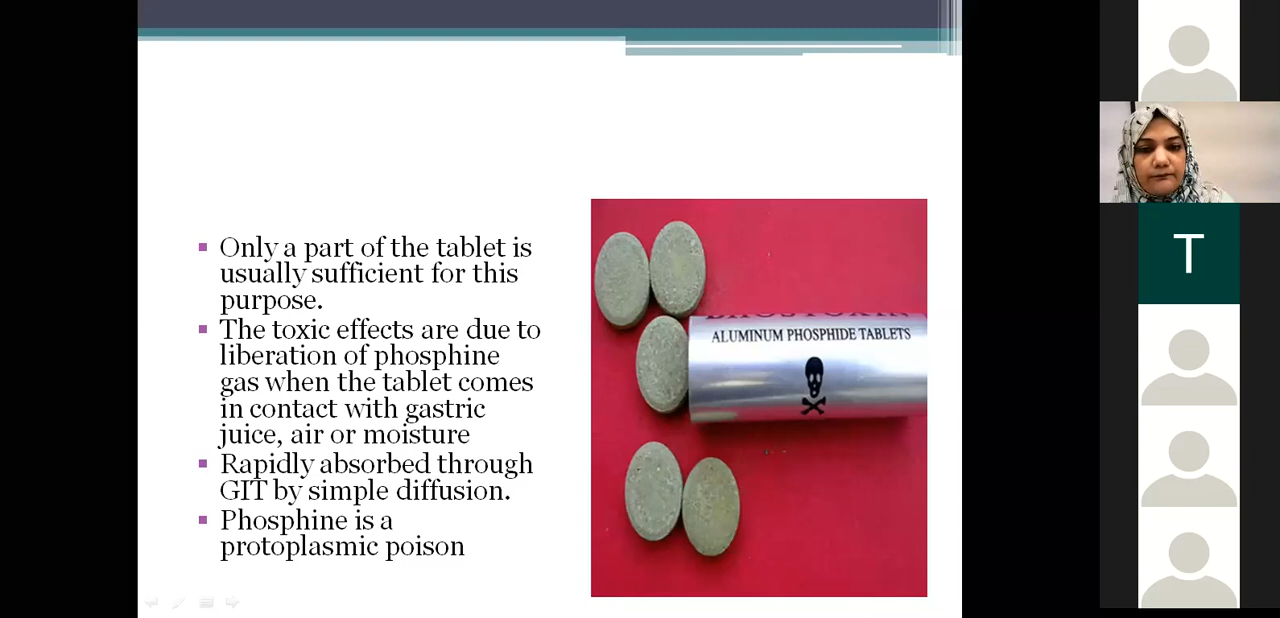 Only a part of the tablet is
usually sufficient for this
purpose.
The toxic effects are due to
liberation of phosphine
gas when the tablet comes
in contact with gastric
juice, air or moisture
Rapidly absorbed through
GIT by simple diffusion.
Phosphine is a
protoplasmic poison
ALUMINUM PHOSPHIDE TABLETS
T